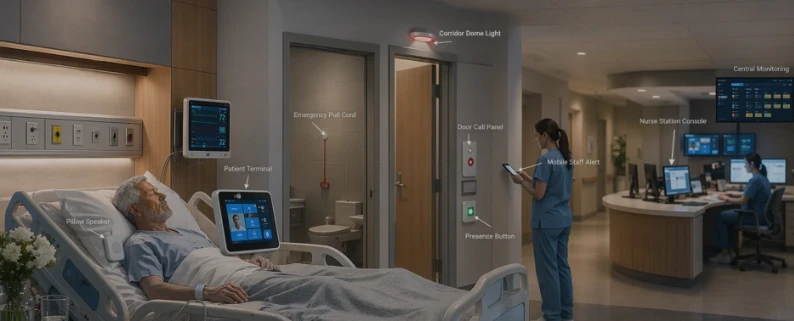 Corridor Dome Light
Central Monitoring
Emergency Pull Cord
Door Call Panel
Nurse Station Console
Mobile Staff Alert
Patient Terminal
Pillow Speaker
Presence Button